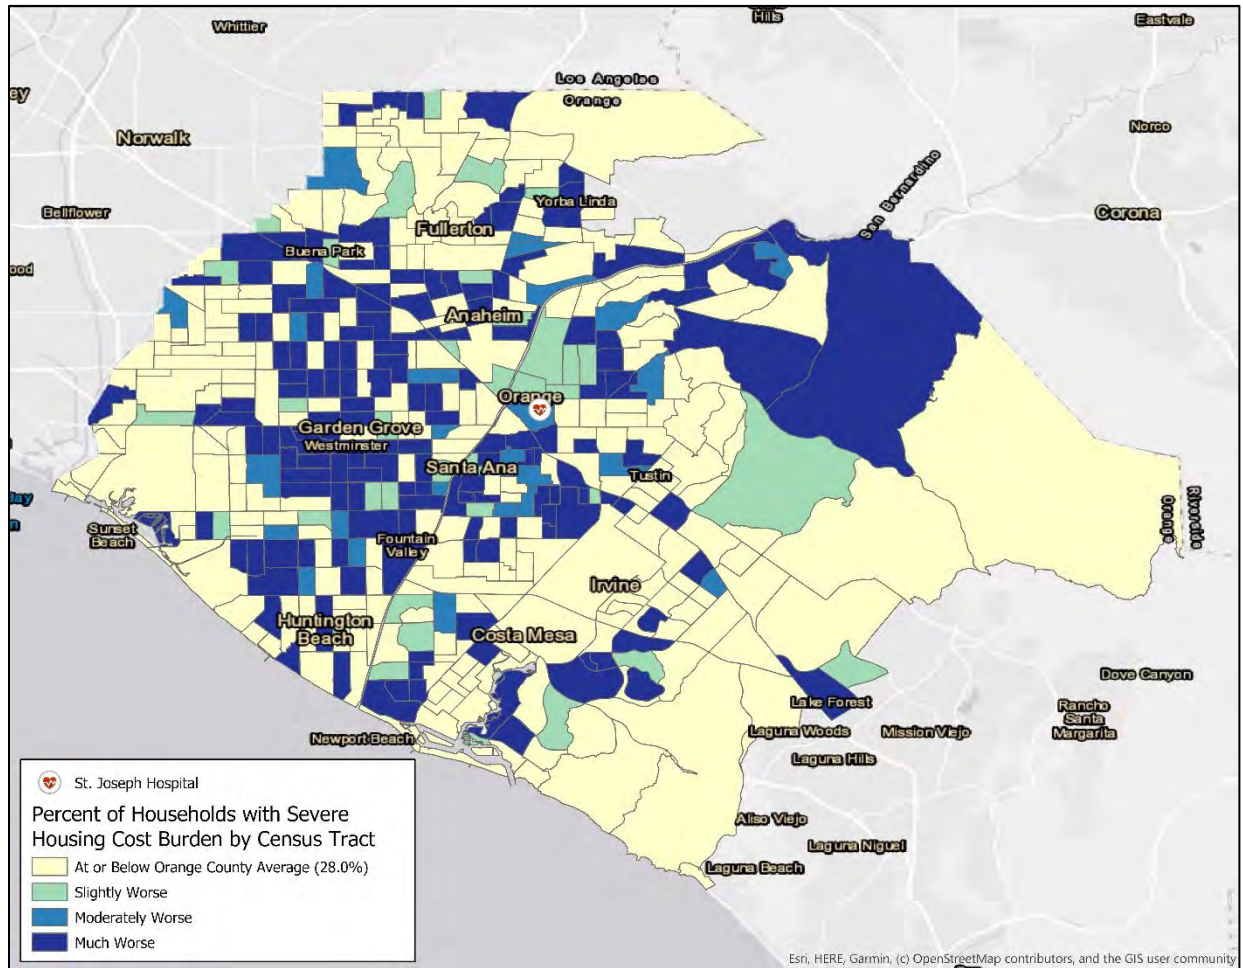 Whittier
Hills
Eastvale
ey
Los Angeles
Orange
Norwalk
Norco
San Bernardino
Bellflower
Yorba Linda
Corona
Fullerton
Buena Park
ood
Anaheim
Orange
Garden Grove
Westminster
Santa Ana
Tustin
Bay
n
Riverside
Orange
Sunset
Beach
Fountain
Valley
Irvine
Huntington
Beach
Costa Mesa
Dove Canyon
Lake Forest
Rancho
Santa
Margarita
Newport Beach
Laguna Woods
Mission Viejo
Laguna Hills
Aliso Viejo
Laguna Niguel
Laguna Beach
St. Joseph Hospital
Percent of Households with Severe
Housing Cost Burden by Census Tract
At or Below Orange County Average (28.0%)
Slightly Worse
Moderately Worse
Much Worse
Esri, HERE, Garmin, (c) OpenStreetMap contributors, and the GIS user community